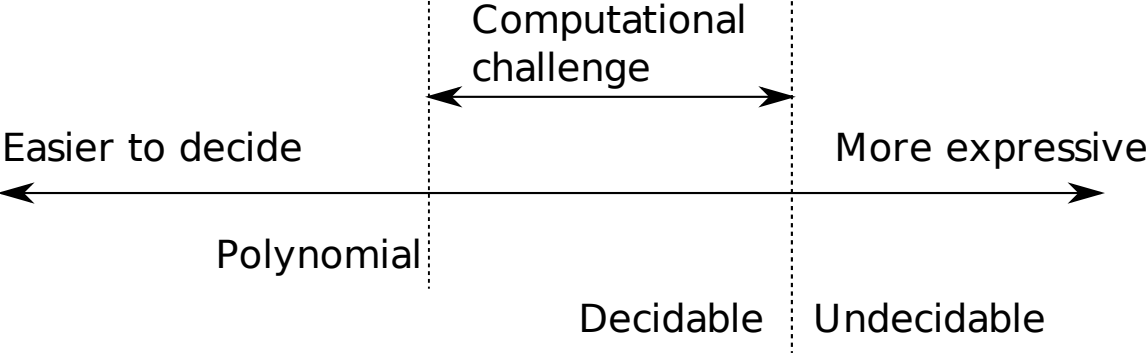 Computational
challenge
Easier to decide
More expressive
Polynomial
Decidable
Undecidable